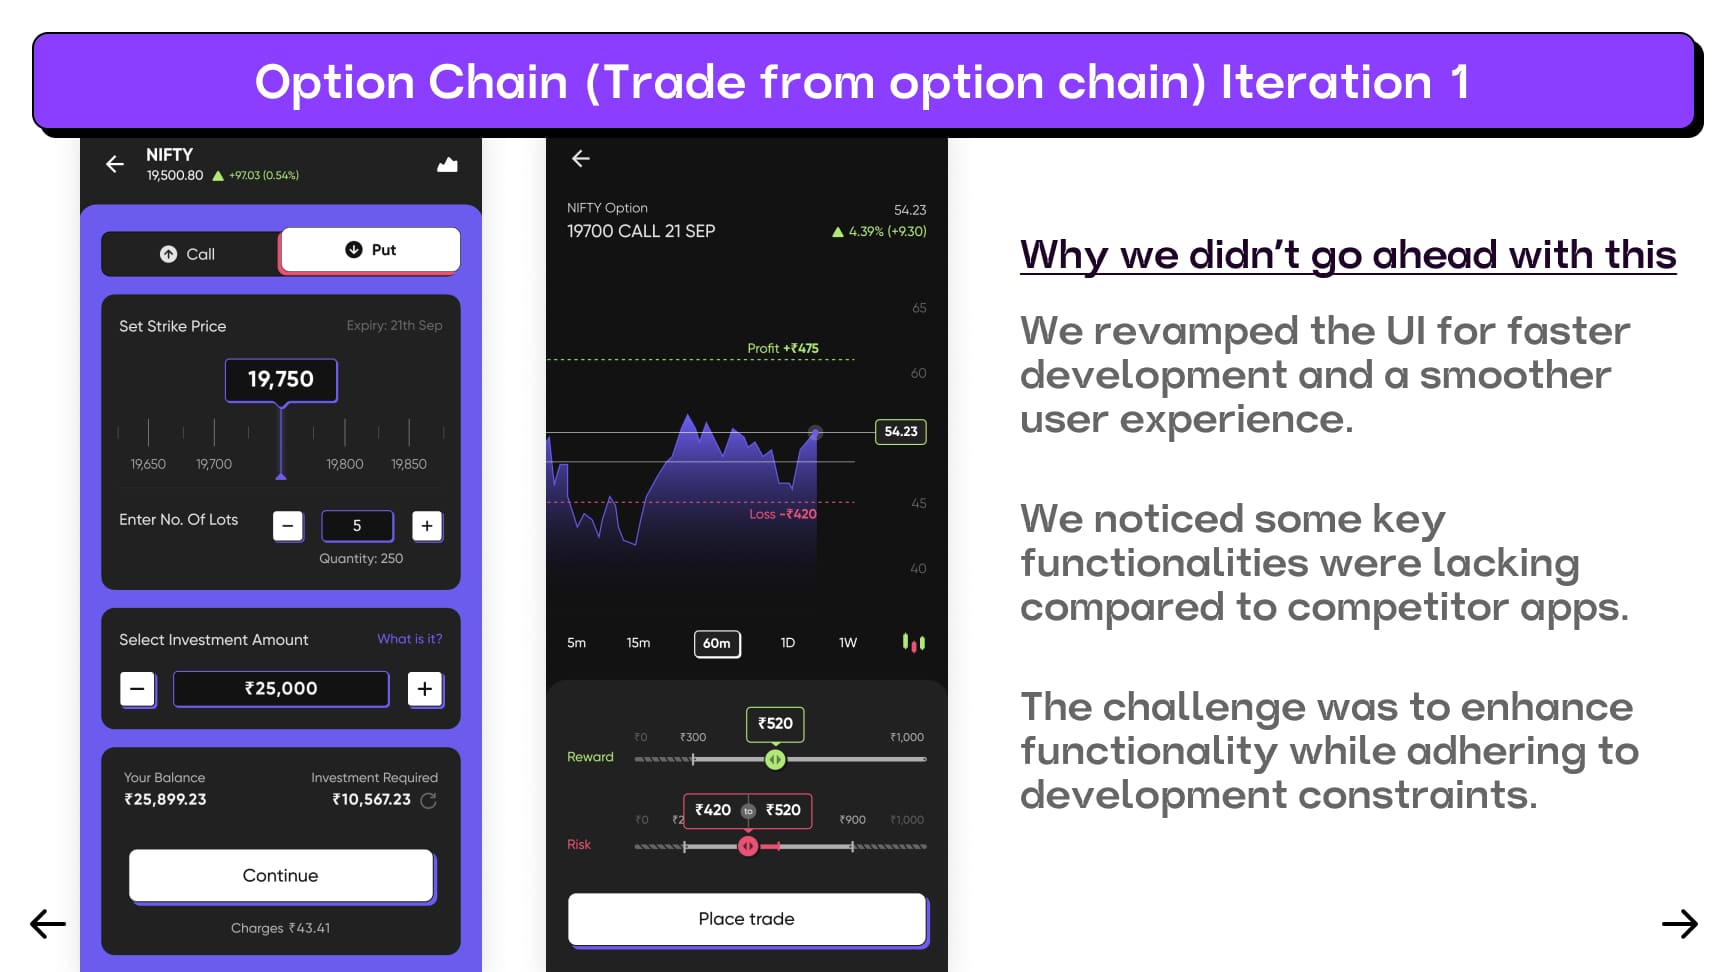 Option Chain (Trade from option chain) Iteration 1
NIFTY
19,500.80 +97.03 (0.54%)
Call
Put
Set Strike Price
Expiry: 21th Sep
19,750
19,650
19,700
19,800
19,850
Enter No. Of Lots
−
5
+
Quantity: 250
Select Investment Amount
What is it?
−
₹25,000
+
Your Balance
₹25,899.23
Investment Required
₹10,567.23
Continue
Charges ₹43.41
NIFTY Option
19700 CALL 21 SEP
54.23
4.39% (+9.30)
65
Profit +₹475
60
54.23
45
Loss -₹420
40
5m
15m
60m
1D
1W
₹520
₹0
₹300
₹1,000
Reward
₹420 to ₹520
₹0
₹2
₹900
₹1,000
Risk
Place trade
Why we didn't go ahead with this
We revamped the UI for faster
development and a smoother
user experience.
We noticed some key
functionalities were lacking
compared to competitor apps.
The challenge was to enhance
functionality while adhering to
development constraints.